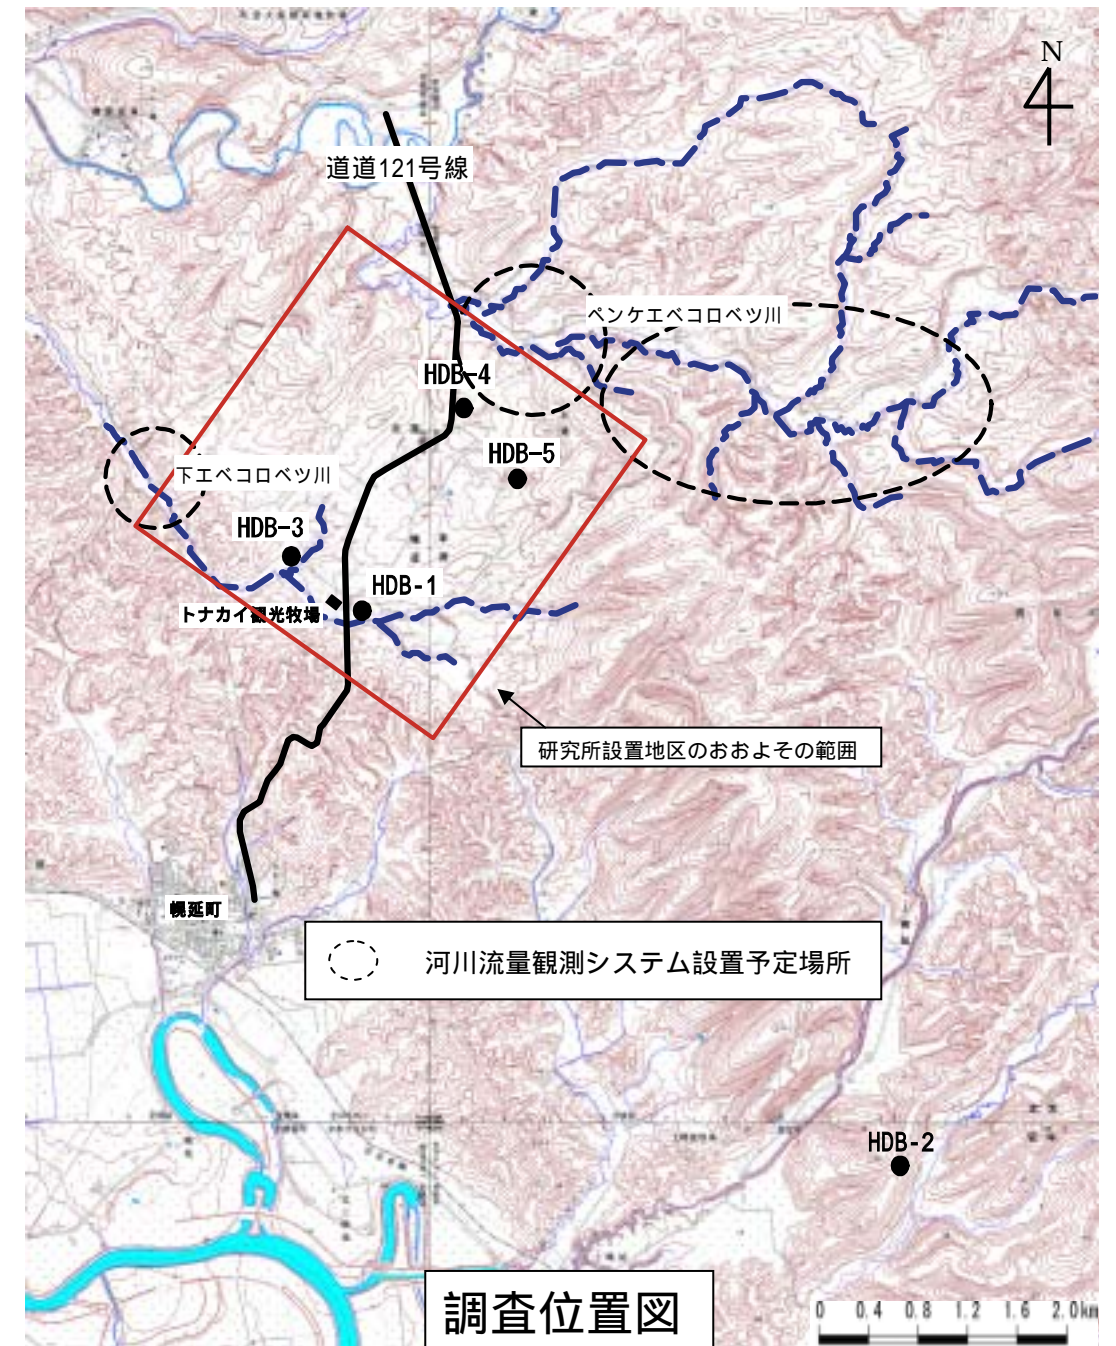 N
道道121号線
ペンケエベコロベツ川
HDB-4
HDB-5
下エベコロベツ川
HDB-3
HDB-1
トナカイ観光牧場
研究所設置地区のおおよその範囲
幌延町
河川流量観測システム設置予定場所
HDB-2
調査位置図
0 0.4 0.8 1.2 1.6 2.0km